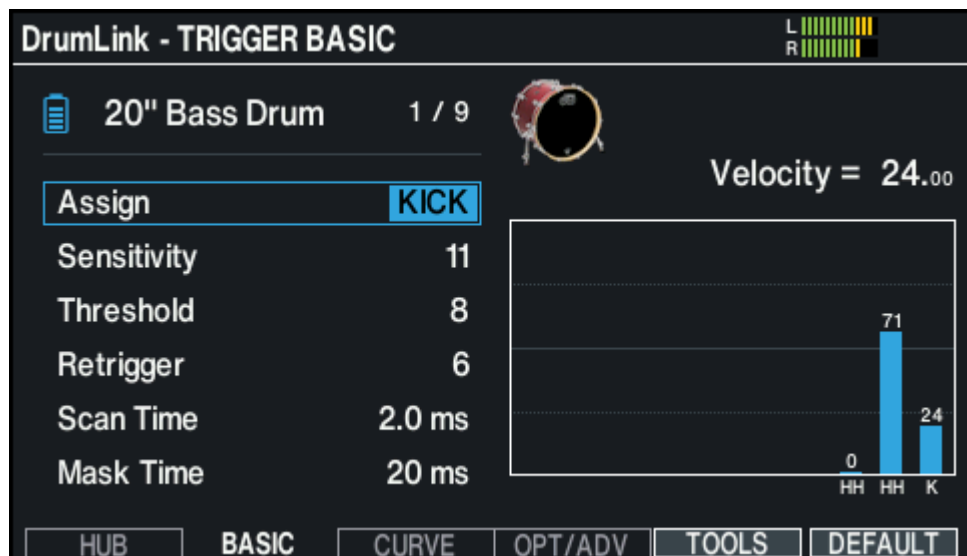 DrumLink - TRIGGER BASIC
L
R
20" Bass Drum 1 / 9
Velocity = 24.00
Assign KICK
Sensitivity 11
Threshold 8
Retrigger 6
Scan Time 2.0 ms
Mask Time 20 ms
71
24
0
HH HH K
HUB BASIC CURVE OPT/ADV TOOLS DEFAULT